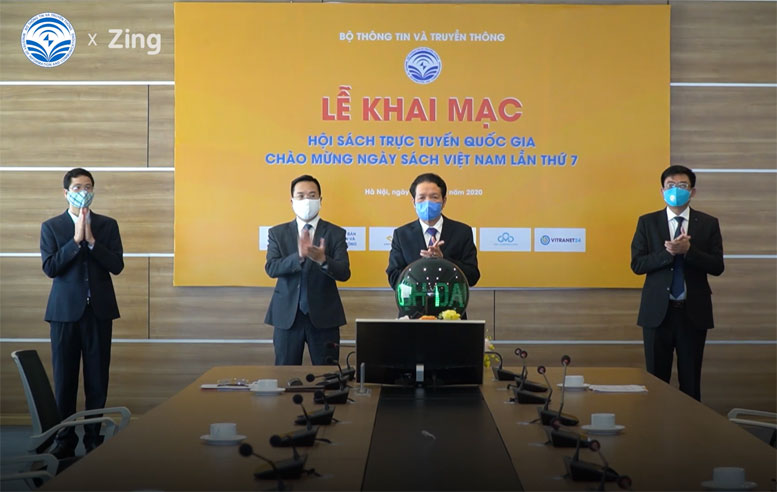 x Zing
BỘ THÔNG TIN VÀ TRUYỀN THÔNG
LỄ KHAI MẠC
HỘI SÁCH TRỰC TUYẾN QUỐC GIA
CHÀO MỪNG NGÀY SÁCH VIỆT NAM LẦN THỨ 7
Hà Nội, ngày năm 2020
VITRANET24